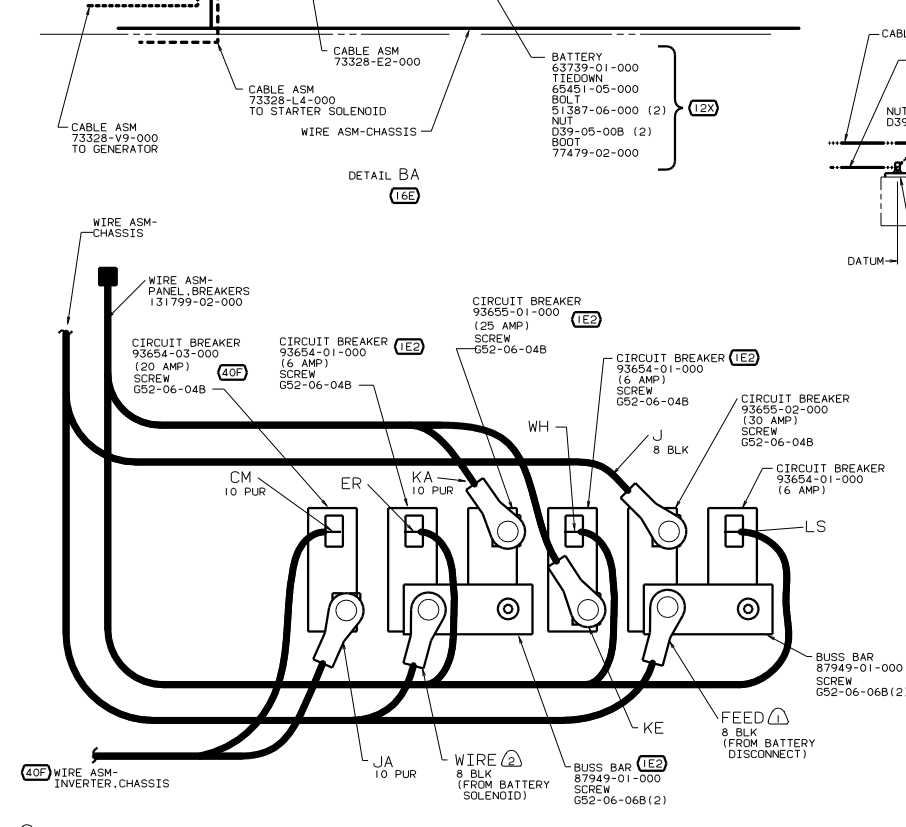 CABLE ASM
73328-E2-000
CABLE ASM
73328-L4-000
TO STARTER SOLENOID
CABLE ASM
73328-V9-000
TO GENERATOR
WIRE ASM-CHASSIS
BATTERY
63739-01-000
TIEDOWN
65451-05-000
BOLT
51387-06-000 (2)
NUT
D39-05-00B (2)
BOOT
77479-02-000
12X
DETAIL BA
16E
CABL
NUT
D39
DATUM
WIRE ASM-
CHASSIS
WIRE ASM-
PANEL,BREAKERS
131799-02-000
CIRCUIT BREAKER
93654-03-000
(20 AMP)
SCREW
G52-06-04B
40F
CIRCUIT BREAKER
93654-01-000
(6 AMP)
SCREW
G52-06-04B
1E2
CIRCUIT BREAKER
93655-01-000
(25 AMP)
SCREW
G52-06-04B
1E2
CIRCUIT BREAKER
93654-01-000
(6 AMP)
SCREW
G52-06-04B
1E2
CIRCUIT BREAKER
93655-02-000
(30 AMP)
SCREW
G52-06-04B
CIRCUIT BREAKER
93654-01-000
(6 AMP)
WH
J
8 BLK
CM
10 PUR
ER
KA
10 PUR
LS
BUSS BAR
87949-01-000
SCREW
G52-06-06B(2)
KE
FEED 1
8 BLK
(FROM BATTERY
DISCONNECT)
JA
10 PUR
WIRE 2
8 BLK
(FROM BATTERY
SOLENOID)
BUSS BAR 1E2
87949-01-000
SCREW
G52-06-06B(2)
40F WIRE ASM-
INVERTER,CHASSIS